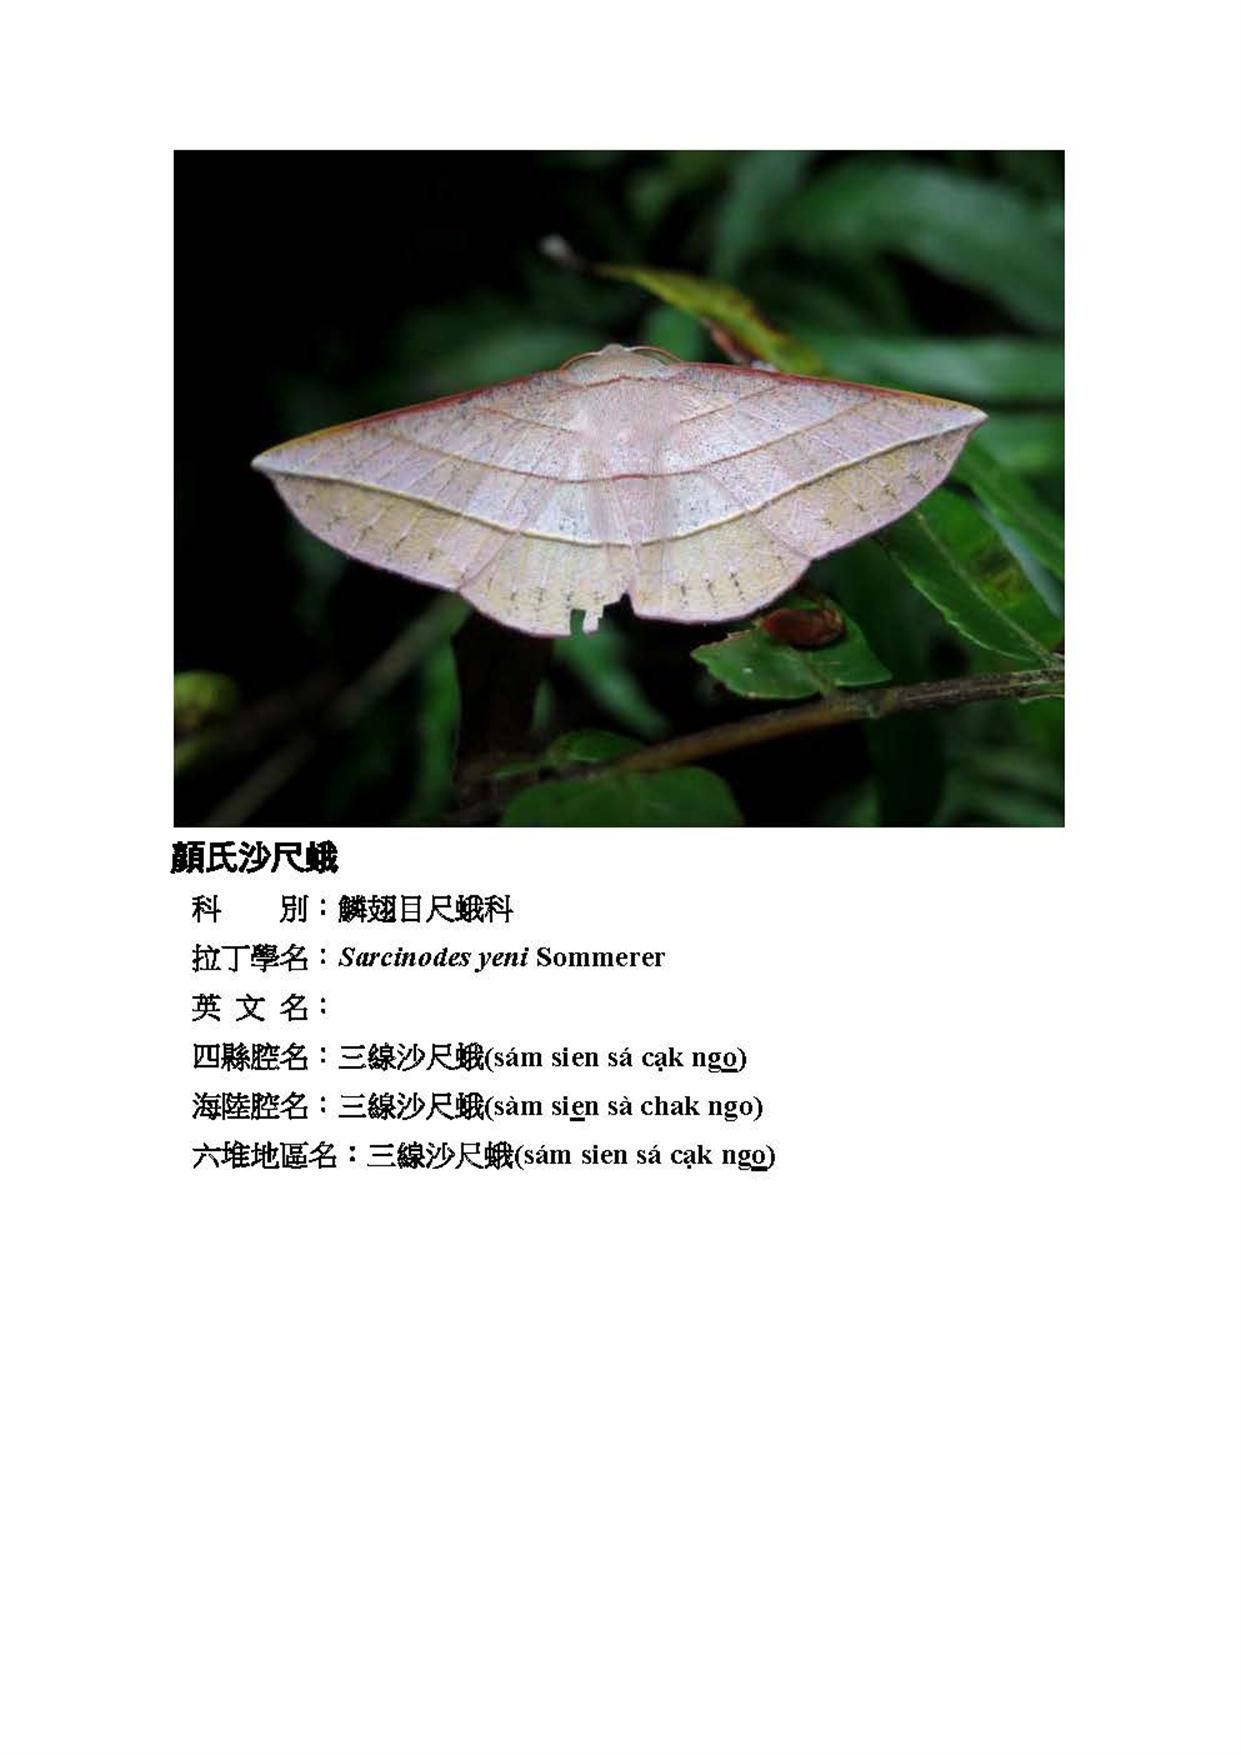 顏氏沙尺蛾
科　　別：鱗翅目尺蛾科
拉丁學名：Sarcinodes yeni Sommerer
英 文 名：
四縣腔名：三線沙尺蛾(sám sien sá cạk ngo̲)
海陸腔名：三線沙尺蛾(sàm sie̲n sà chak ngo)
六堆地區名：三線沙尺蛾(sám sien sá cạk ngo̲)